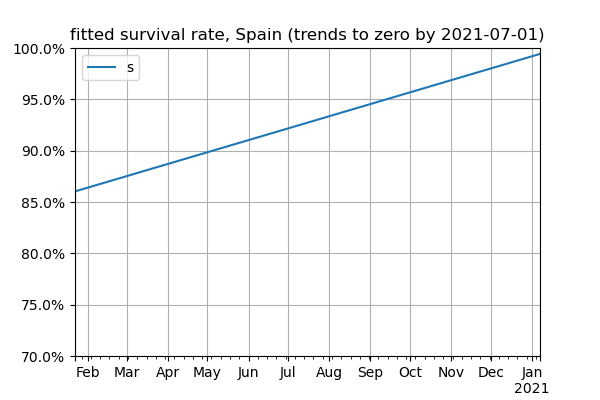 fitted survival rate, Spain (trends to zero by 2021-07-01)
100.0%
95.0%
90.0%
85.0%
80.0%
75.0%
70.0%
s
Feb Mar Apr May Jun Jul Aug Sep Oct Nov Dec Jan
2021